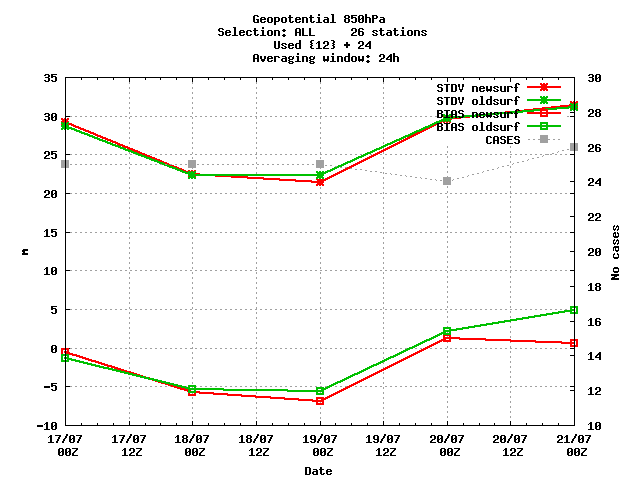 Geopotential 850hPa
Selection: ALL 26 stations
Used {12} + 24
Averaging window: 24h
STDV newsurf
STDV oldsurf
BIAS newsurf
BIAS oldsurf
CASES
35
30
25
20
15
10
5
0
-5
-10
m
30
28
26
24
22
20
18
16
14
12
10
No cases
17/07 17/07 18/07 18/07 19/07 19/07 20/07 20/07 21/07
00Z 12Z 00Z 12Z 00Z 12Z 00Z 12Z 00Z
Date